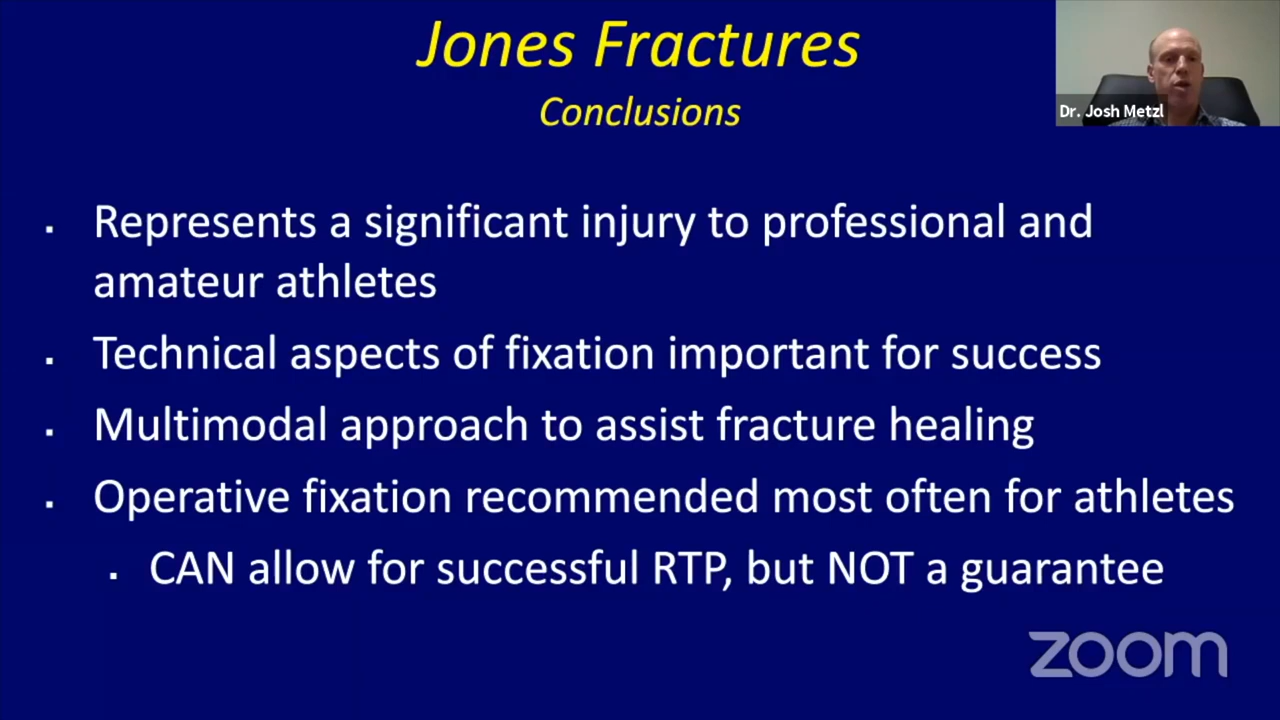 Jones Fractures
Conclusions
Dr. Josh Metzl
▪ Represents a significant injury to professional and
amateur athletes
▪ Technical aspects of fixation important for success
▪ Multimodal approach to assist fracture healing
▪ Operative fixation recommended most often for athletes
▪ CAN allow for successful RTP, but NOT a guarantee
zoom